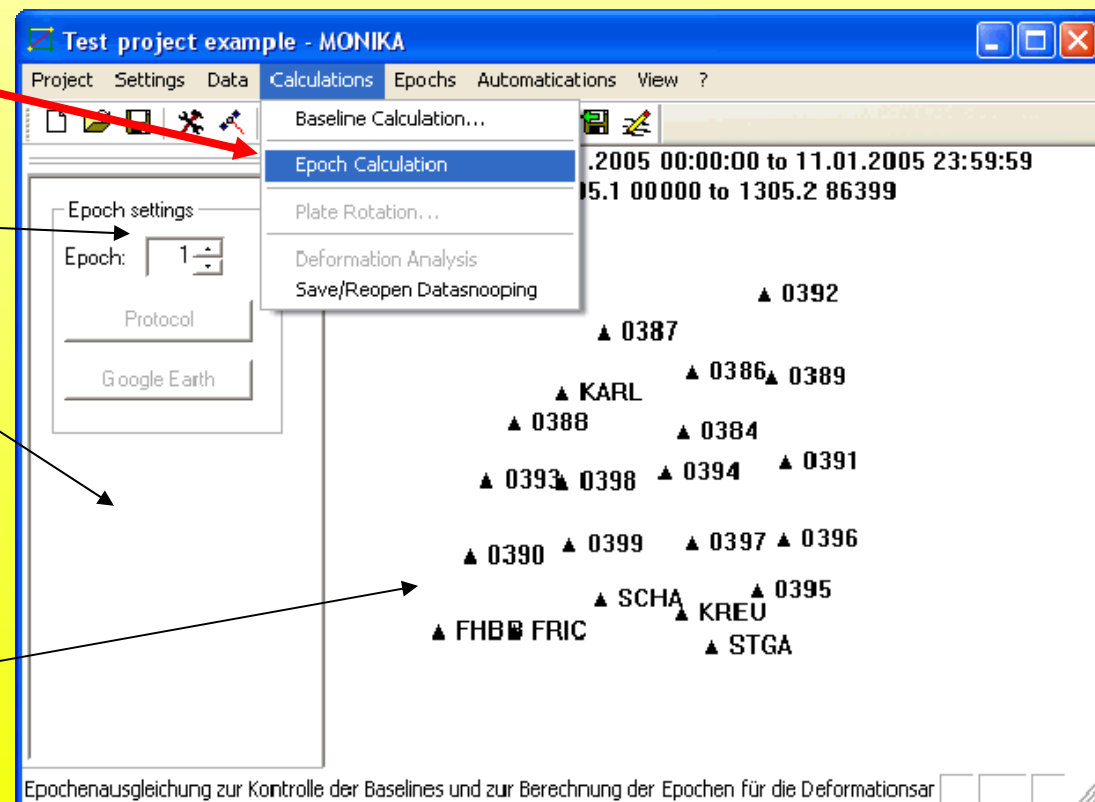 Test project example - MONIKA
Project Settings Data Calculations Epochs Automatications View ?
Baseline Calculation...
Epoch Calculation
Plate Rotation...
Deformation Analysis
Save/Reopen Datasnooping
.2005 00:00:00 to 11.01.2005 23:59:59
05.1 00000 to 1305.2 86399
Epoch settings
Epoch: 1
Protocol
Google Earth
0392
0387
0386 0389
KARL
0388
0384
0391
0393 0398 0394
0390 0399 0397 0396
0395
SCHA
KREU
FHBB FRIC
STGA
Epochenausgleichung zur Kontrolle der Baselines und zur Berechnung der Epochen für die Deformationsar